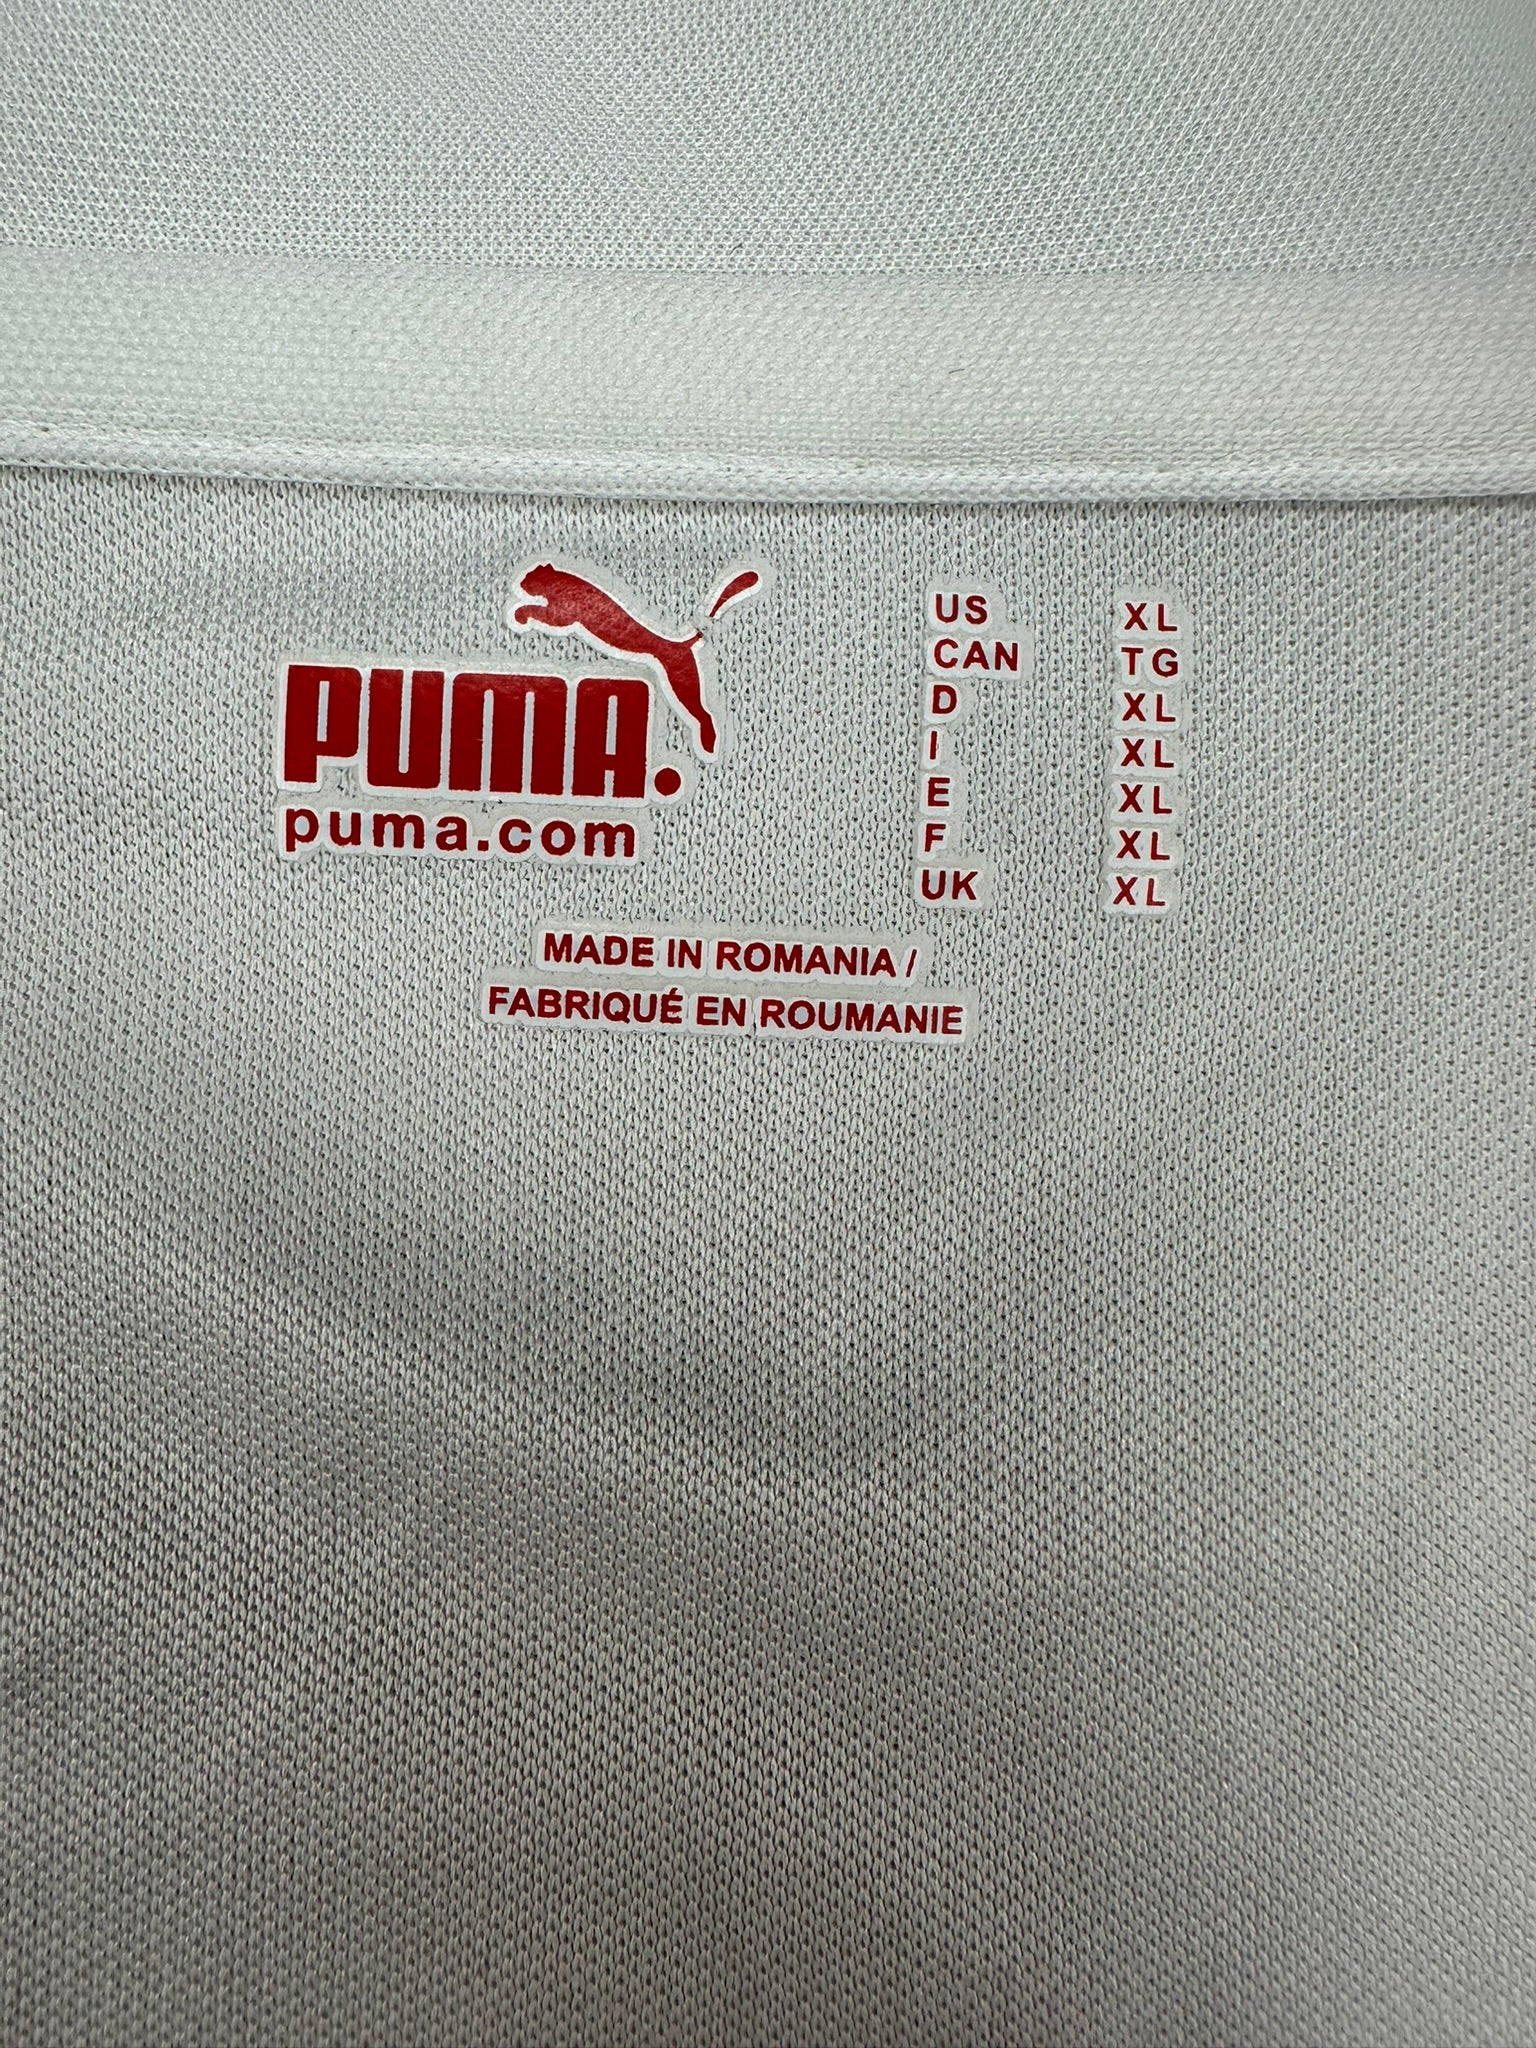 PUMA.
puma.com
US XL
CAN TG
D XL
I XL
E XL
F XL
UK XL
MADE IN ROMANIA /
FABRIQUÉ EN ROUMANIE